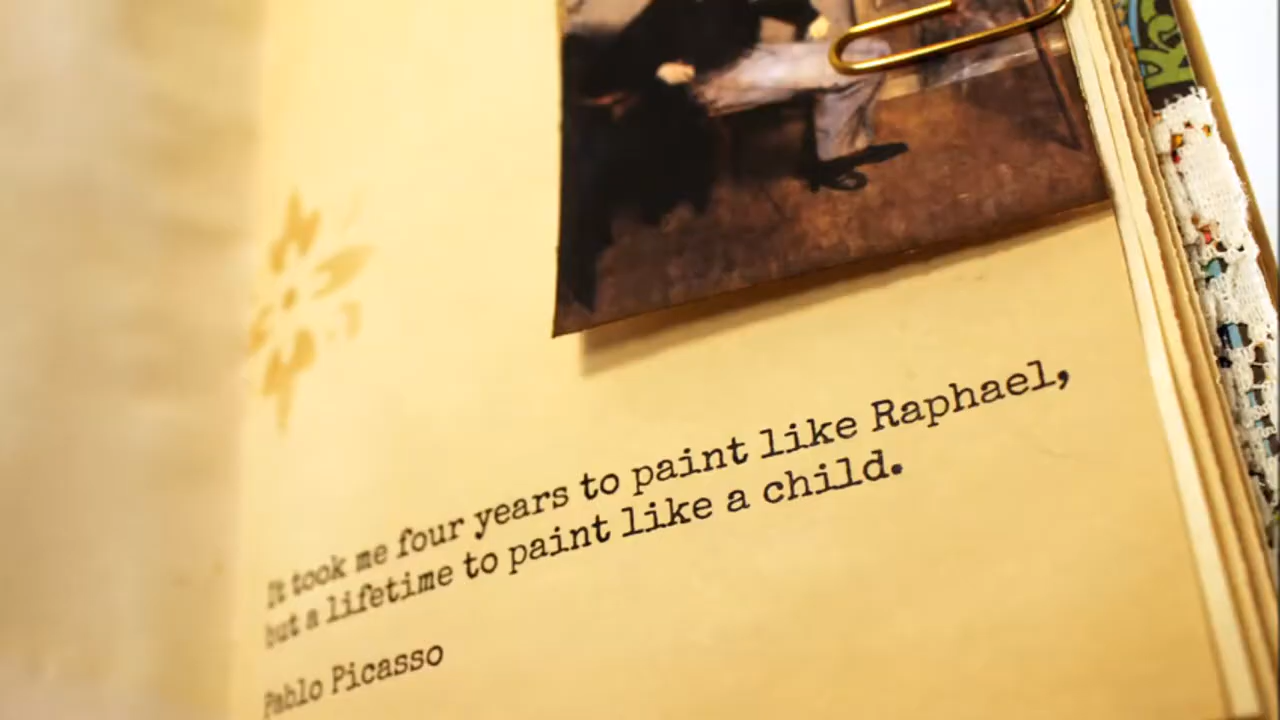 It took me four years to paint like Raphael,
but a lifetime to paint like a child.
Pablo Picasso